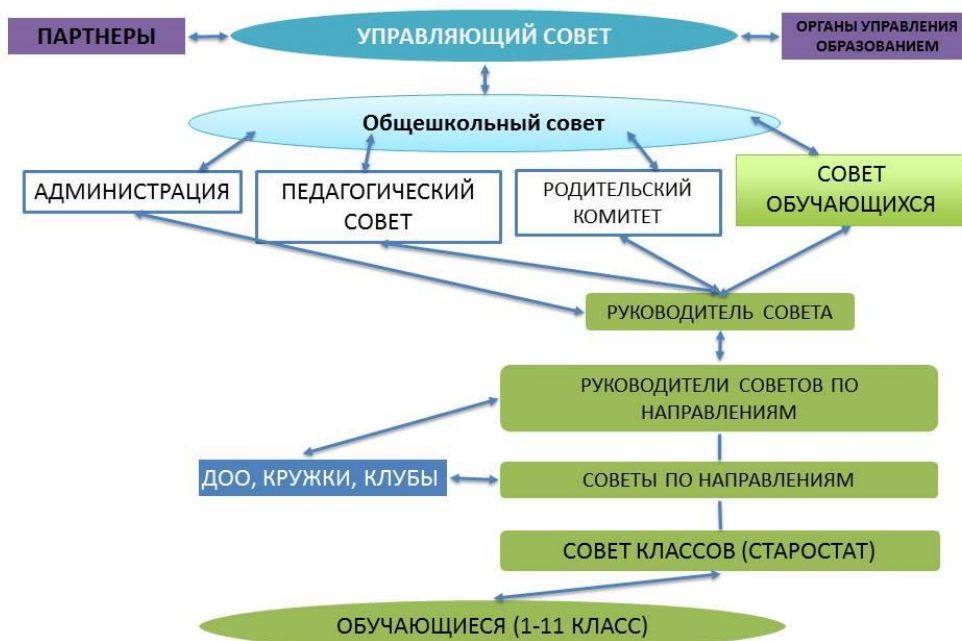 ПАРТНЕРЫ
УПРАВЛЯЮЩИЙ СОВЕТ
ОРГАНЫ УПРАВЛЕНИЯ
ОБРАЗОВАНИЕМ
Общешкольный совет
АДМИНИСТРАЦИЯ
ПЕДАГОГИЧЕСКИЙ
СОВЕТ
РОДИТЕЛЬСКИЙ
КОМИТЕТ
СОВЕТ
ОБУЧАЮЩИХСЯ
РУКОВОДИТЕЛЬ СОВЕТА
РУКОВОДИТЕЛИ СОВЕТОВ ПО
НАПРАВЛЕНИЯМ
ДОО, КРУЖКИ, КЛУБЫ
СОВЕТЫ ПО НАПРАВЛЕНИЯМ
СОВЕТ КЛАССОВ (СТАРОСТАТ)
ОБУЧАЮЩИЕСЯ (1-11 КЛАСС)